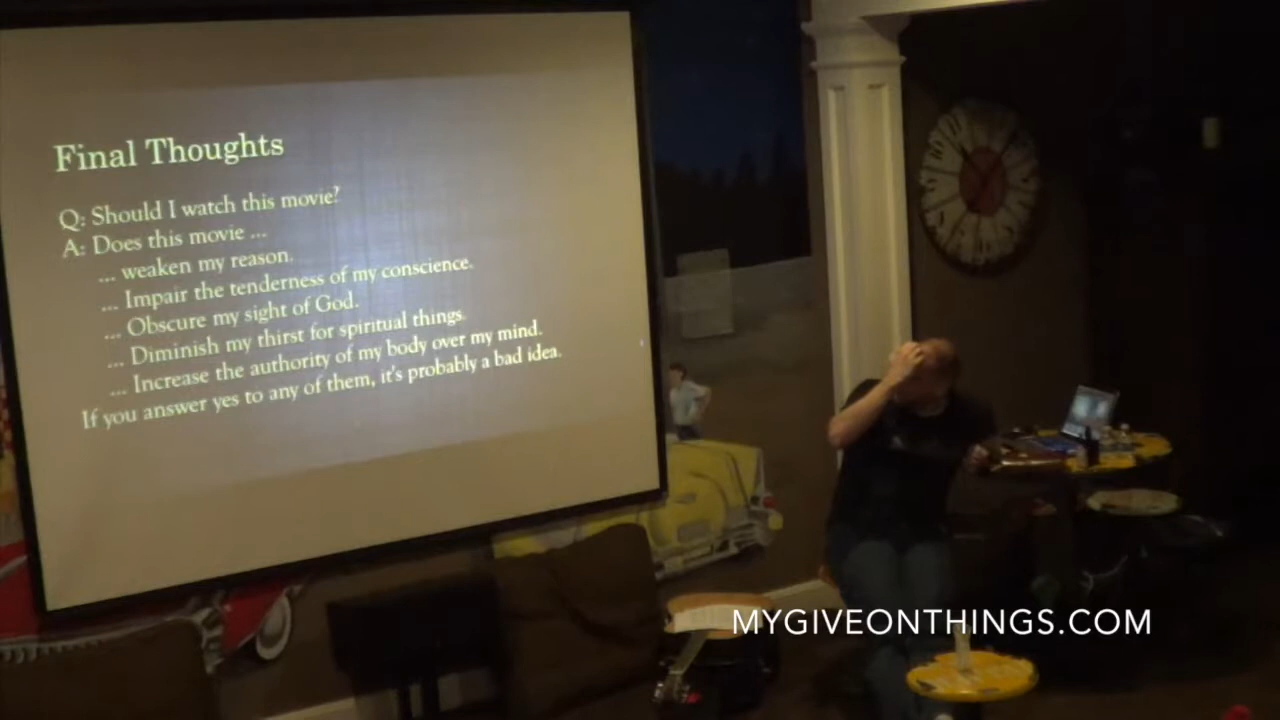 Final Thoughts
Q: Should I watch this movie?
A: Does this movie ...
... weaken my reason.
... Impair the tenderness of my conscience.
... Obscure my sight of God.
... Diminish my thirst for spiritual things.
... Increase the authority of my body over my mind.
If you answer yes to any of them, it's probably a bad idea.
MYGIVEONTHINGS.COM